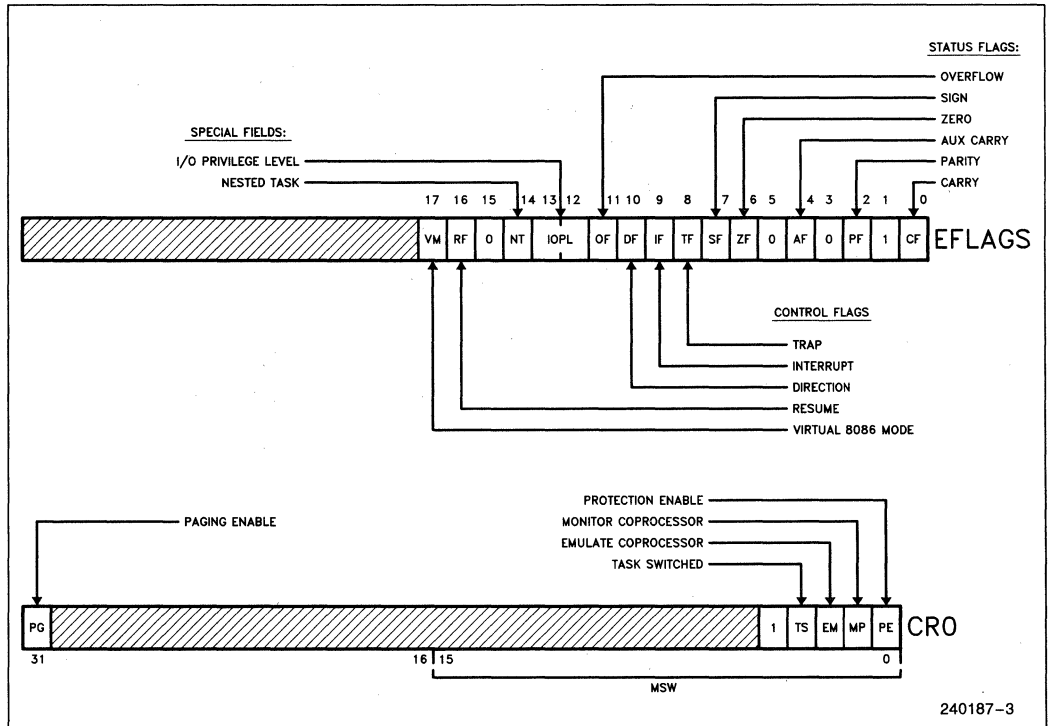 STATUS FLAGS:
OVERFLOW
SIGN
ZERO
AUX CARRY
PARITY
CARRY
SPECIAL FIELDS:
I/O PRIVILEGE LEVEL
NESTED TASK
17 16 15 14 13 12 11 10 9 8 7 6 5 4 3 2 1 0
VM RF 0 NT IOPL OF DF IF TF SF ZF 0 AF 0 PF 1 CF EFLAGS
CONTROL FLAGS
TRAP
INTERRUPT
DIRECTION
RESUME
VIRTUAL 8086 MODE
PAGING ENABLE
PROTECTION ENABLE
MONITOR COPROCESSOR
EMULATE COPROCESSOR
TASK SWITCHED
PG 1 TS EM MP PE CR0
31 16 15 0
MSW
240187-3